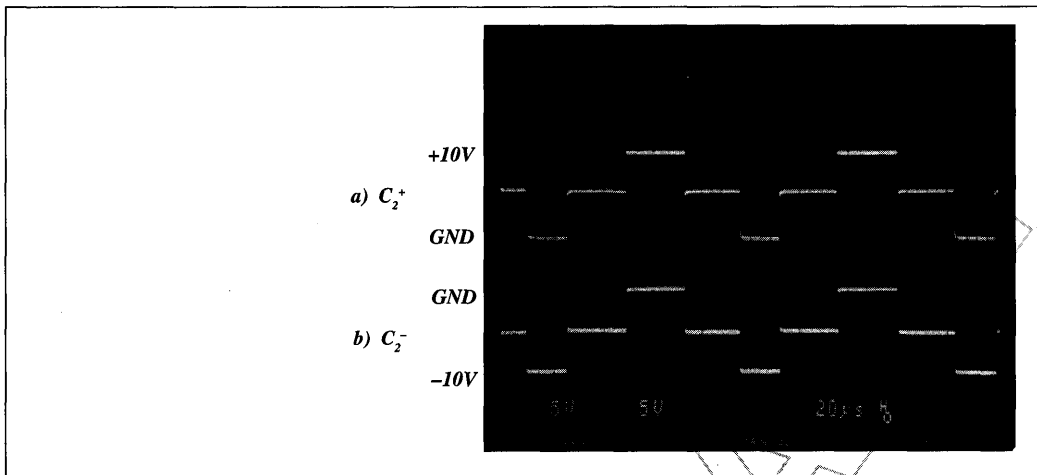 +10V
a) C₂⁺
GND
GND
b) C₂⁻
−10V
5V 5V 20µs